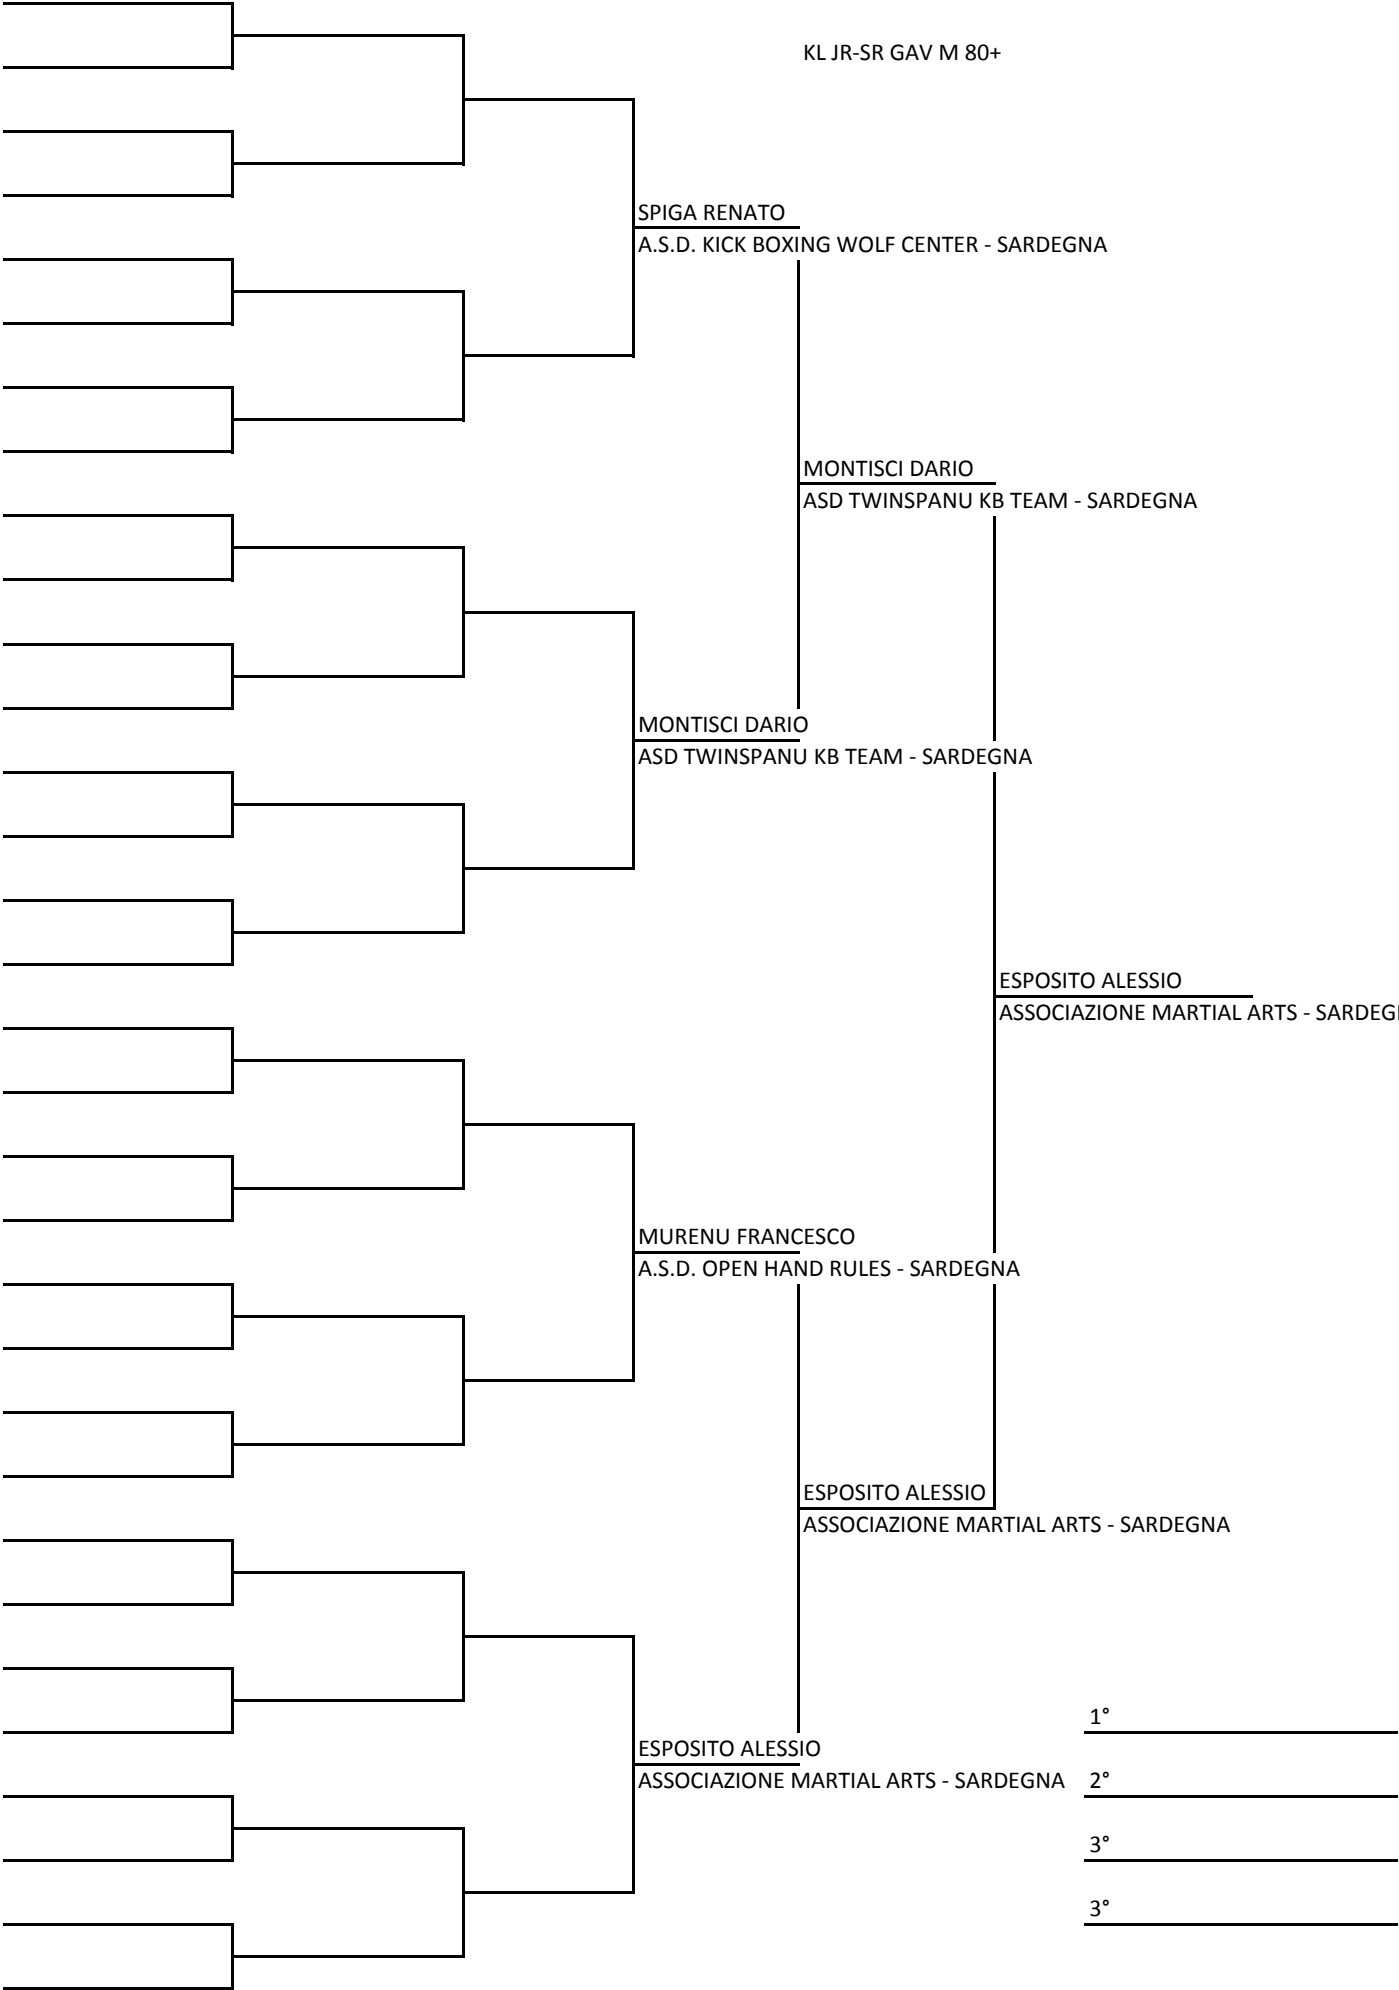 KL JR-SR GAV M 80+
SPIGA RENATO
A.S.D. KICK BOXING WOLF CENTER - SARDEGNA
MONTISCI DARIO
ASD TWINSPANU KB TEAM - SARDEGNA
MONTISCI DARIO
ASD TWINSPANU KB TEAM - SARDEGNA
ESPOSITO ALESSIO
ASSOCIAZIONE MARTIAL ARTS - SARDEG
MURENU FRANCESCO
A.S.D. OPEN HAND RULES - SARDEGNA
ESPOSITO ALESSIO
ASSOCIAZIONE MARTIAL ARTS - SARDEGNA
1°
ESPOSITO ALESSIO
ASSOCIAZIONE MARTIAL ARTS - SARDEGNA
2°
3°
3°